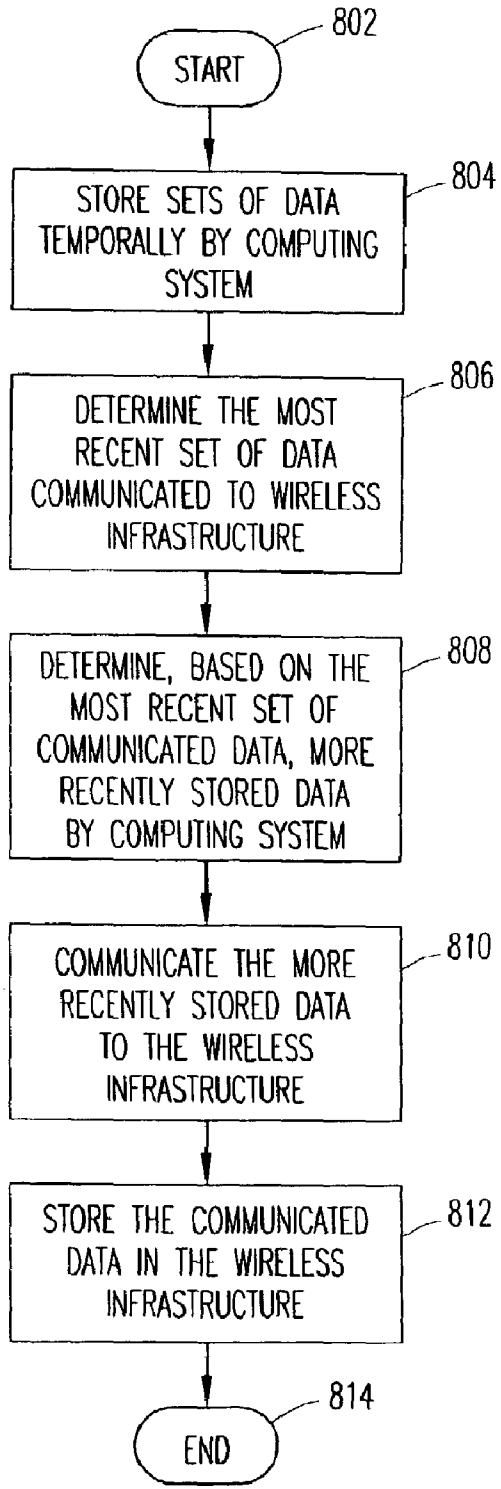 802
START
804
STORE SETS OF DATA
TEMPORALLY BY COMPUTING
SYSTEM
806
DETERMINE THE MOST
RECENT SET OF DATA
COMMUNICATED TO WIRELESS
INFRASTRUCTURE
808
DETERMINE, BASED ON THE
MOST RECENT SET OF
COMMUNICATED DATA, MORE
RECENTLY STORED DATA
BY COMPUTING SYSTEM
810
COMMUNICATE THE MORE
RECENTLY STORED DATA
TO THE WIRELESS
INFRASTRUCTURE
812
STORE THE COMMUNICATED
DATA IN THE WIRELESS
INFRASTRUCTURE
814
END